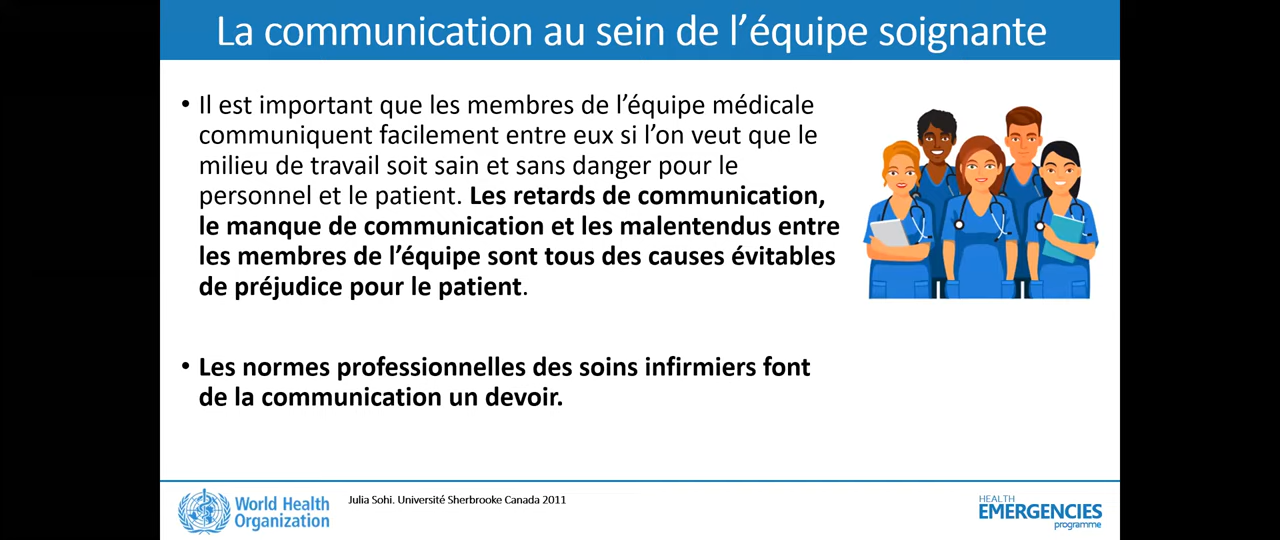 La communication au sein de l’équipe soignante
• Il est important que les membres de l’équipe médicale
communiquent facilement entre eux si l’on veut que le
milieu de travail soit sain et sans danger pour le
personnel et le patient. Les retards de communication,
le manque de communication et les malentendus entre
les membres de l’équipe sont tous des causes évitables
de préjudice pour le patient.
• Les normes professionnelles des soins infirmiers font
de la communication un devoir.
World Health
Organization
Julia Sohi. Université Sherbrooke Canada 2011
HEALTH
EMERGENCIES
programme